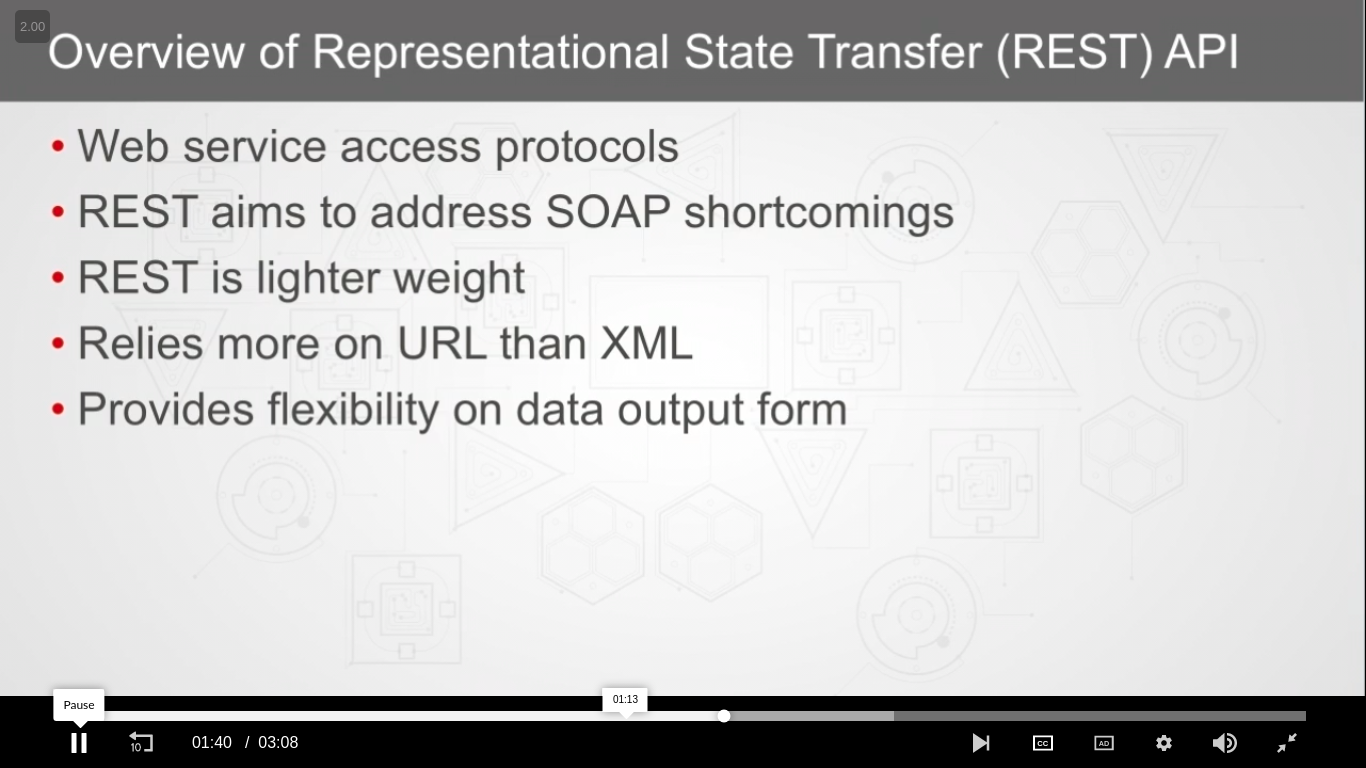 2.00
Overview of Representational State Transfer (REST) API
• Web service access protocols
• REST aims to address SOAP shortcomings
• REST is lighter weight
• Relies more on URL than XML
• Provides flexibility on data output form
Pause
01:13
10
01:40 / 03:08
CC
AD